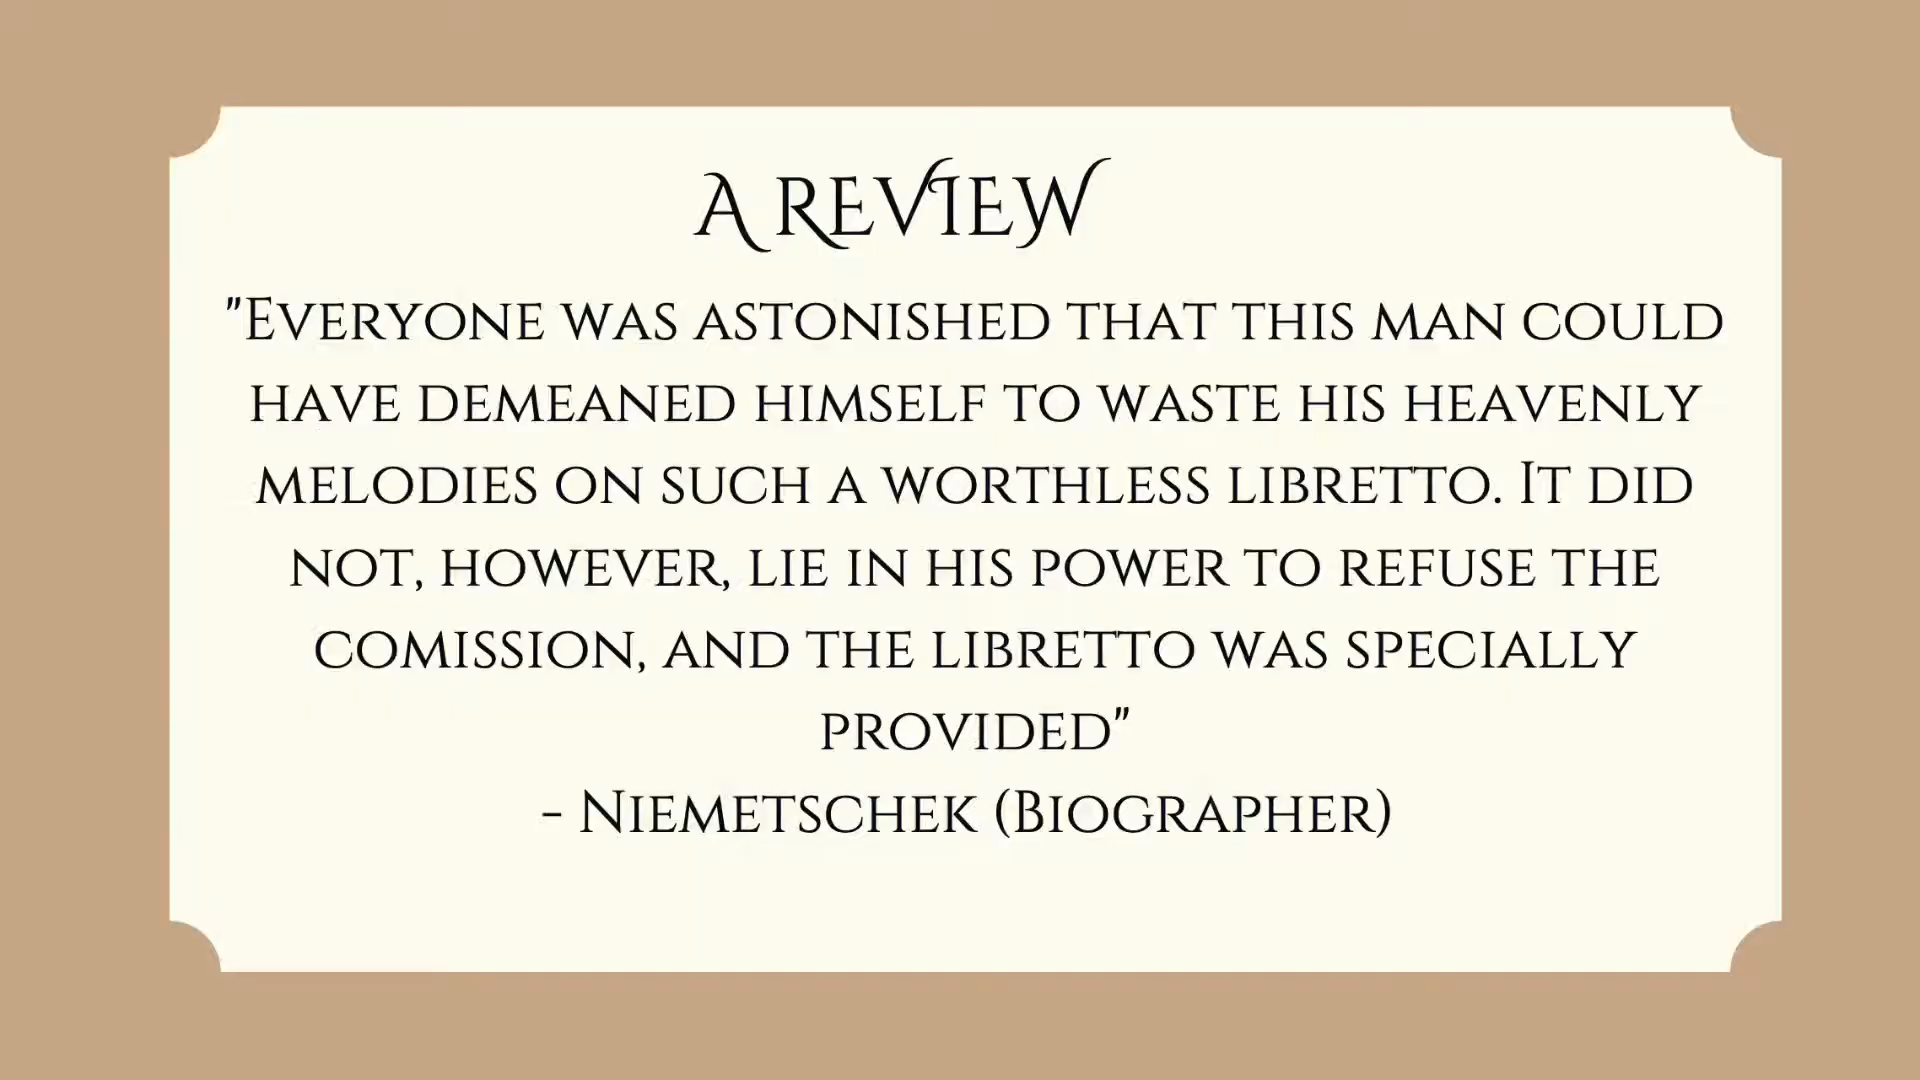 A REVIEW
"Everyone was astonished that this man could
have demeaned himself to waste his heavenly
melodies on such a worthless libretto. It did
not, however, lie in his power to refuse the
comission, and the libretto was specially
provided"
- Niemetschek (Biographer)